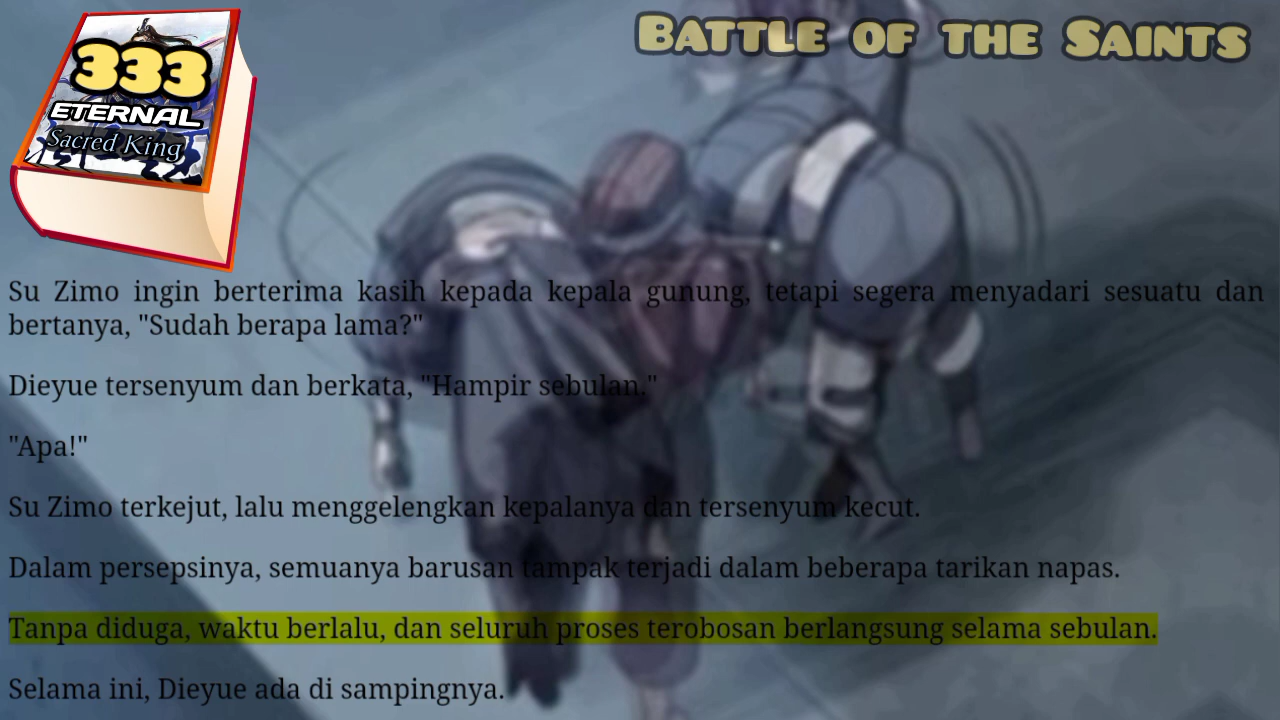 Battle of the Saints
333
ETERNAL
Sacred King
Su Zimo ingin berterima kasih kepada kepala gunung, tetapi segera menyadari sesuatu dan
bertanya, "Sudah berapa lama?"
Dieyue tersenyum dan berkata, "Hampir sebulan."
"Apa!"
Su Zimo terkejut, lalu menggelengkan kepalanya dan tersenyum kecut.
Dalam persepsinya, semuanya barusan tampak terjadi dalam beberapa tarikan napas.
Tanpa diduga, waktu berlalu, dan seluruh proses terobosan berlangsung selama sebulan.
Selama ini, Dieyue ada di sampingnya.